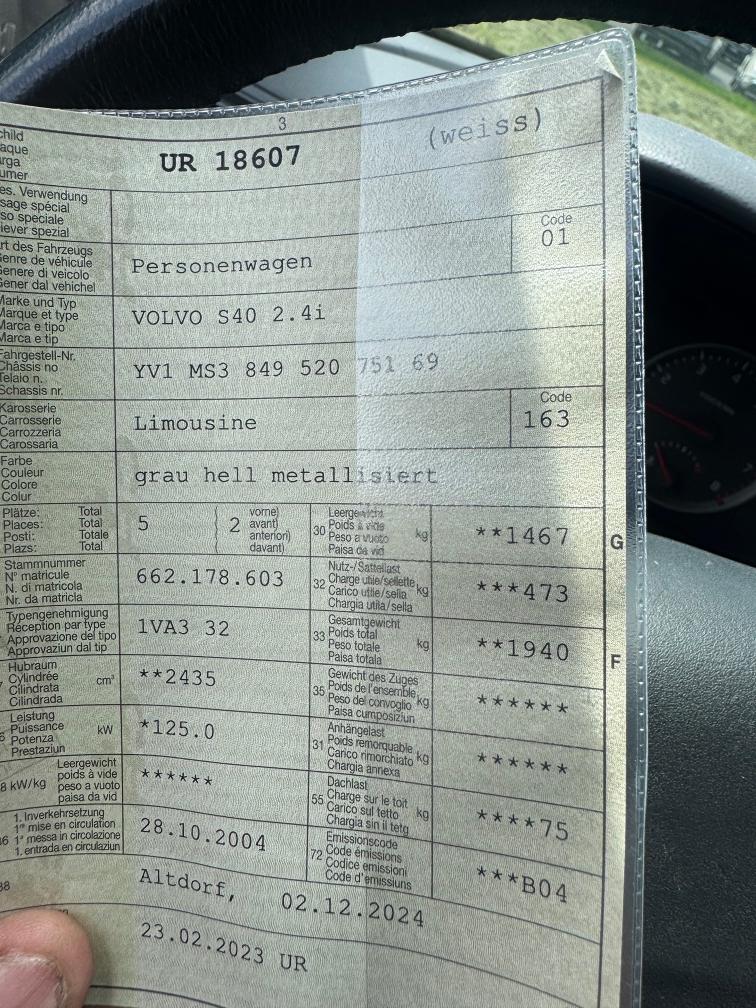 3
child
aque
arga
umer
UR 18607
(weiss)
es. Verwendung
sage spécial
so speciale
iever spezial
rt des Fahrzeugs
Genre de véhicule
Genere di veicolo
Gener dal vehichel
Personenwagen
Code
01
Marke und Typ
Marque et type
Marca e tipo
Marca e tip
VOLVO S40 2.4i
Fahrgestell-Nr.
Châssis no
Telaio n.
Schassis nr.
YV1 MS3 849 520 751 69
Karosserie
Carrosserie
Carrozzeria
Carossaria
Limousine
Code
163
Farbe
Couleur
Colore
Colur
grau hell metallisiert
Plätze: Total
Places: Total
Posti: Totale
Plazs: Total
5
2
vorne)
avant)
anteriori)
davant)
30
Leergewicht
Poids à vide
Peso a vuoto
Paisa da vid
kg
**1467
G
Stammnummer
N° matricule
N. di matricola
Nr. da matricla
662.178.603
32
Nutz-/Sattellast
Charge utile/sellette
Carico utile/sella
Chargia utila/sella
kg
***473
Typengenehmigung
Réception par type
Approvazione del tipo
Approvaziun dal tip
1VA3 32
33
Gesamtgewicht
Poids total
Peso totale
Paisa totala
kg
**1940
F
Hubraum
Cylindrée
Cilindrata
Cilindrada
cm³
**2435
35
Gewicht des Zuges
Poids de l'ensemble
Peso del convoglio
Paisa cumposiziun
kg
******
Leistung
Puissance
Potenza
Prestaziun
kW
*125.0
31
Anhängelast
Poids remorquable
Carico rimorchiato
Chargia annexa
kg
******
8 kW/kg
Leergewicht
poids à vide
peso a vuoto
paisa da vid
******
55
Dachlast
Charge sur le toit
Carico sul tetto
Chargia sin il tetg
kg
****75
36
1. Inverkehrsetzung
1re mise en circulation
1a messa in circolazione
1. entrada en circulaziun
28.10.2004
72
Emissionscode
Code émissions
Codice emissioni
Code d'emissiuns
***B04
38
Altdorf, 02.12.2024
23.02.2023 UR